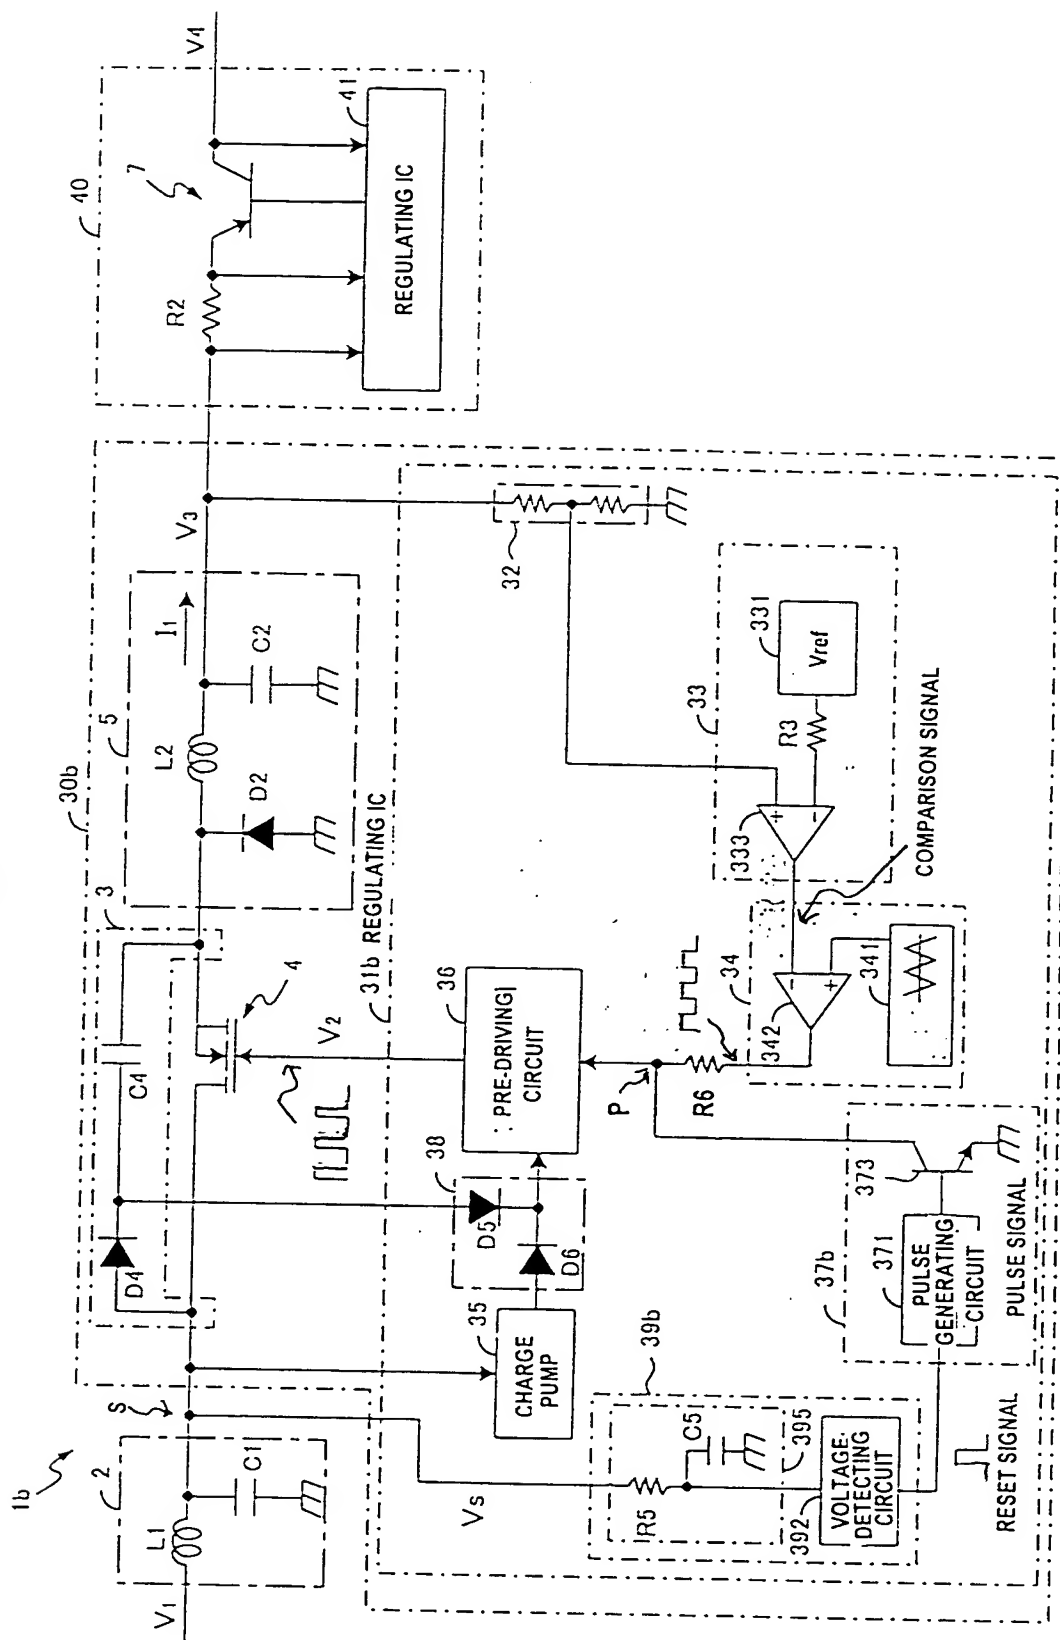 1b
V1
2
L1
C1
S
30b
D4
C4
3
4
5
D2
L2
C2
I1
V3
40
R2
7
V4
41
REGULATING IC
31b REGULATING IC
V2
Vs
35
CHARGE PUMP
38
D5
D6
36
PRE-DRIVING CIRCUIT
32
P
R6
34
342
341
33
333
R3
331
Vref
COMPARISON SIGNAL
39b
R5
C5
395
392
VOLTAGE-DETECTING CIRCUIT
37b
371
PULSE GENERATING CIRCUIT
373
PULSE SIGNAL
RESET SIGNAL